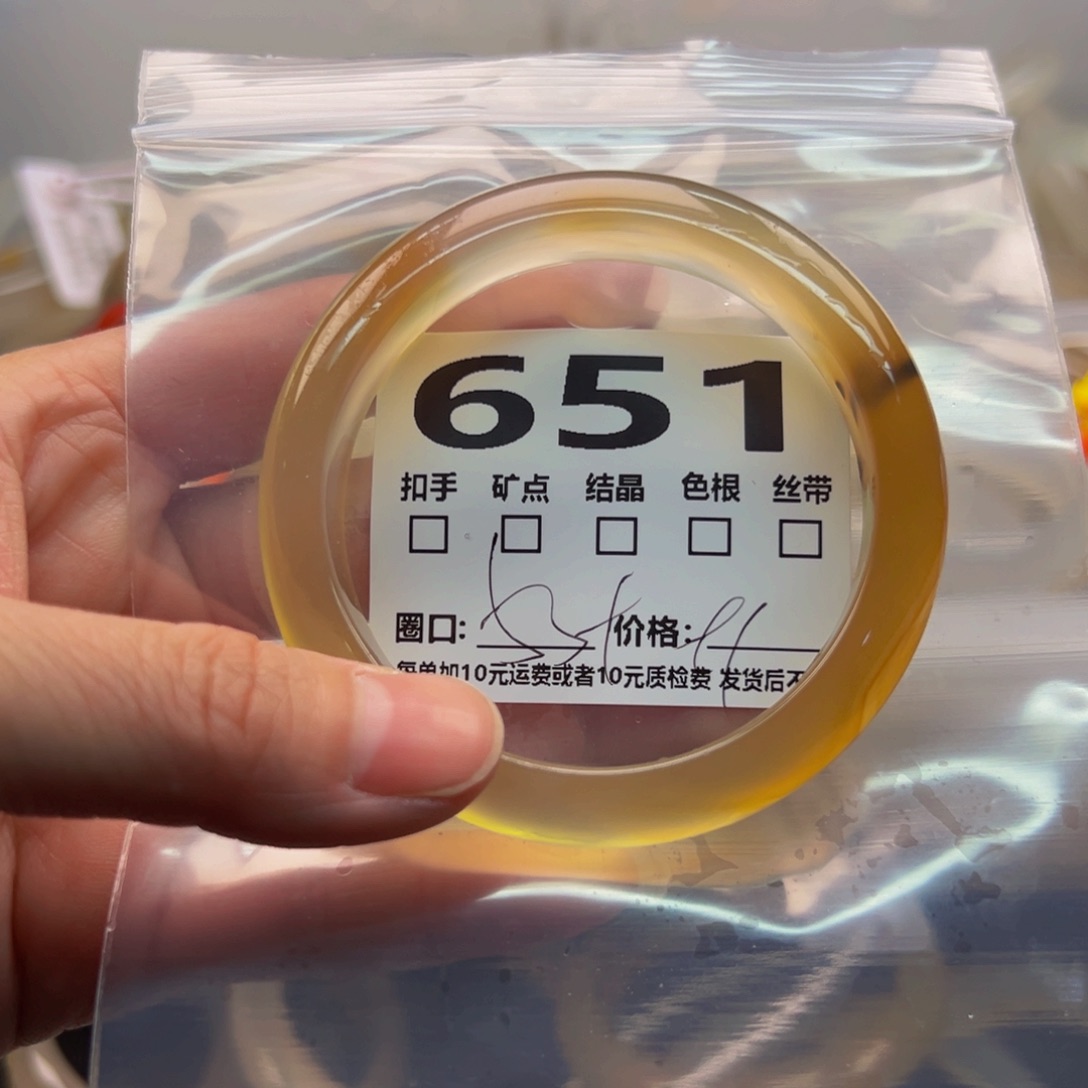 651
扣手 矿点 结晶 色根 丝带
圈口: 价格:
每单加10元运费或者10元质检费 发货后不